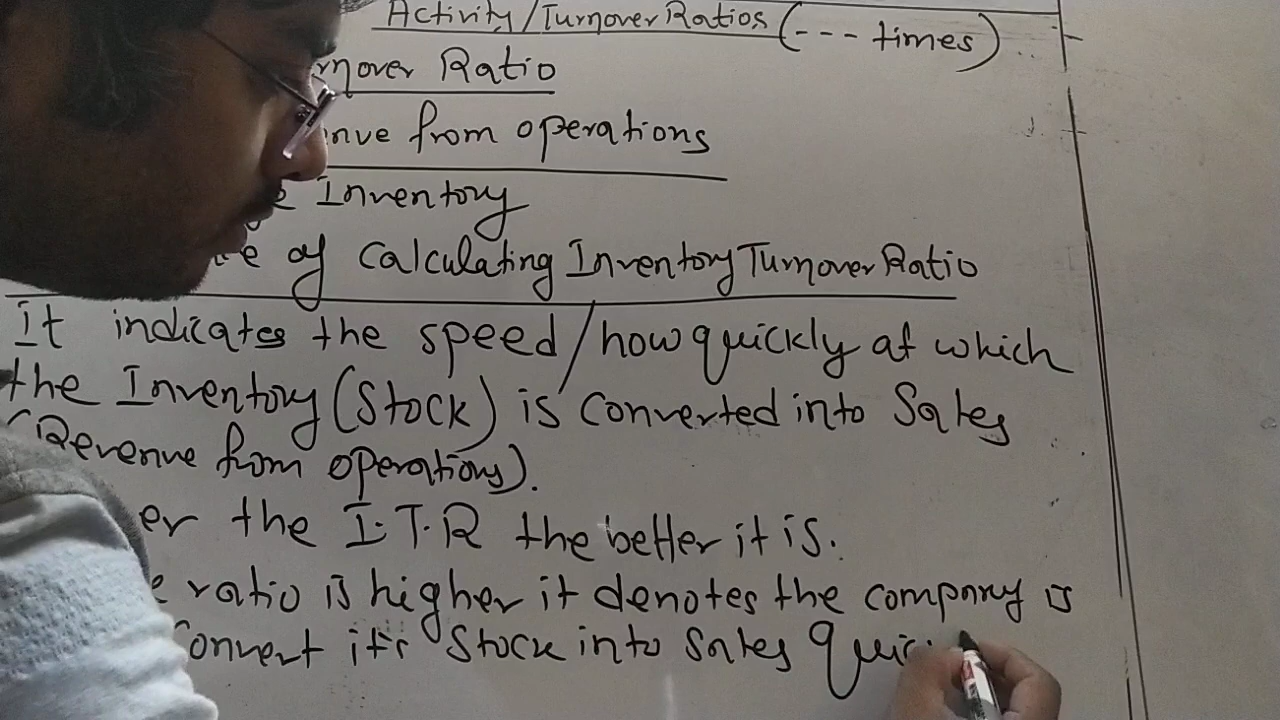 Activity/Turnover Ratios (--- times)
rnover Ratio
nue from operations
e Inventory
e of Calculating Inventory Turnover Ratio
It indicates the speed/how quickly at which
the Inventory (Stock) is Converted into Sales
(Revenue from operations).
er the I.T.R the better it is.
e ratio is higher it denotes the company is
Convert its Stock into Sales Quic